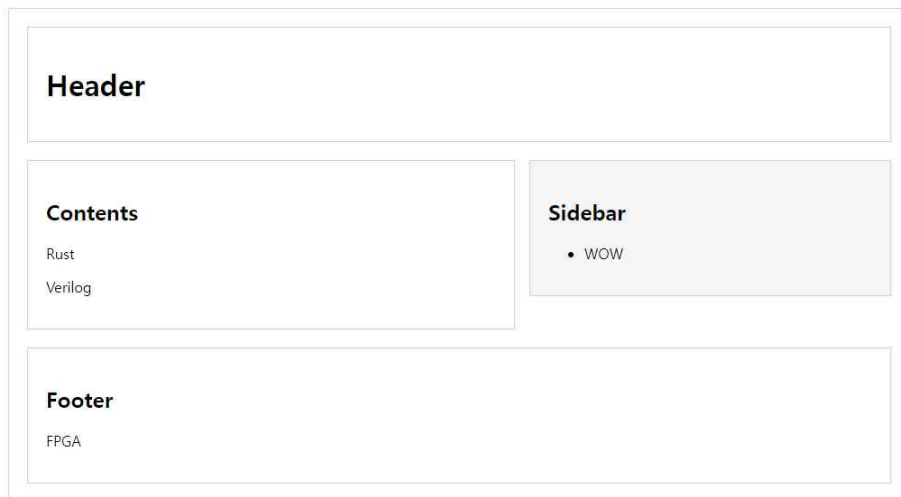 Header
Contents
Rust
Verilog
Sidebar
WOW
Footer
FPGA